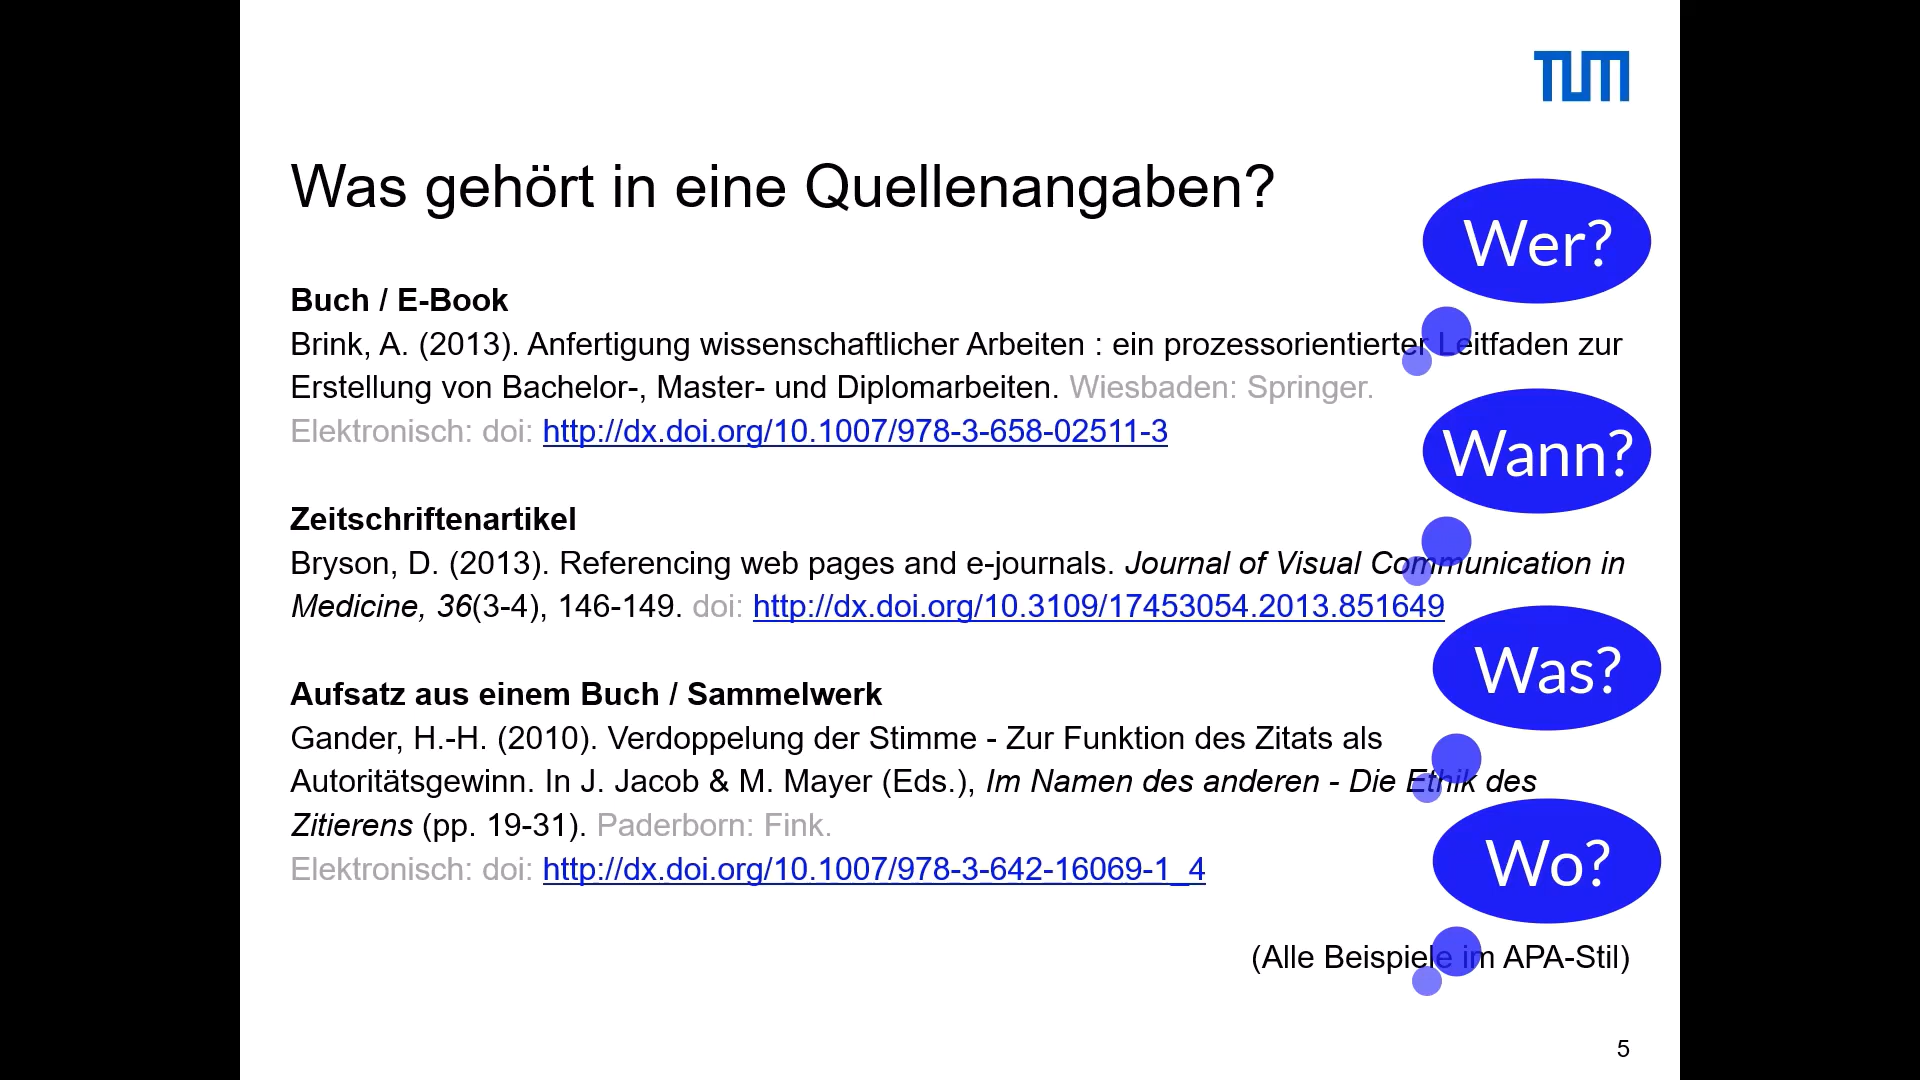 TUM
Was gehört in eine Quellenangaben?
Wer?
Buch / E-Book
Brink, A. (2013). Anfertigung wissenschaftlicher Arbeiten : ein prozessorientierter Leitfaden zur
Erstellung von Bachelor-, Master- und Diplomarbeiten. Wiesbaden: Springer.
Elektronisch: doi: http://dx.doi.org/10.1007/978-3-658-02511-3
Wann?
Zeitschriftenartikel
Bryson, D. (2013). Referencing web pages and e-journals. Journal of Visual Communication in
Medicine, 36(3-4), 146-149. doi: http://dx.doi.org/10.3109/17453054.2013.851649
Was?
Aufsatz aus einem Buch / Sammelwerk
Gander, H.-H. (2010). Verdoppelung der Stimme - Zur Funktion des Zitats als
Autoritätsgewinn. In J. Jacob & M. Mayer (Eds.), Im Namen des anderen - Die Ethik des
Zitierens (pp. 19-31). Paderborn: Fink.
Elektronisch: doi: http://dx.doi.org/10.1007/978-3-642-16069-1_4
Wo?
(Alle Beispiele im APA-Stil)
5